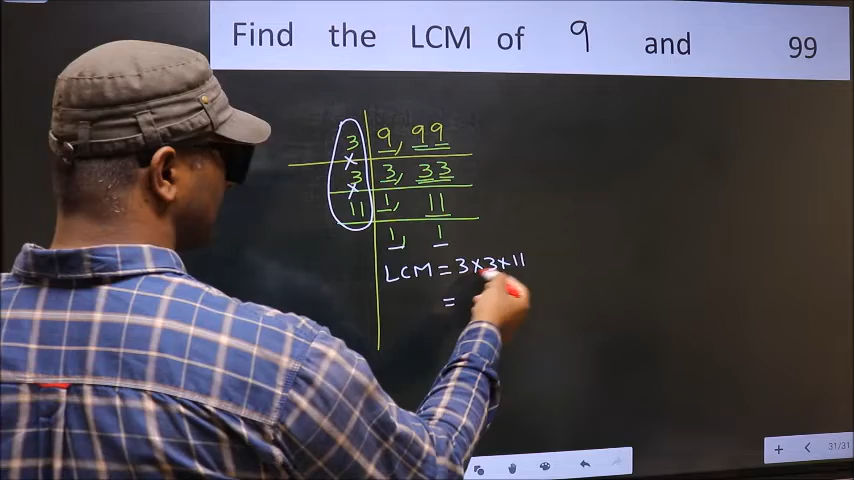 Find the LCM of 9 and 99
3 9, 99
×
3 3, 33
×
11 1, 11
1, 1
LCM = 3×3×11
=
+ < 31/31